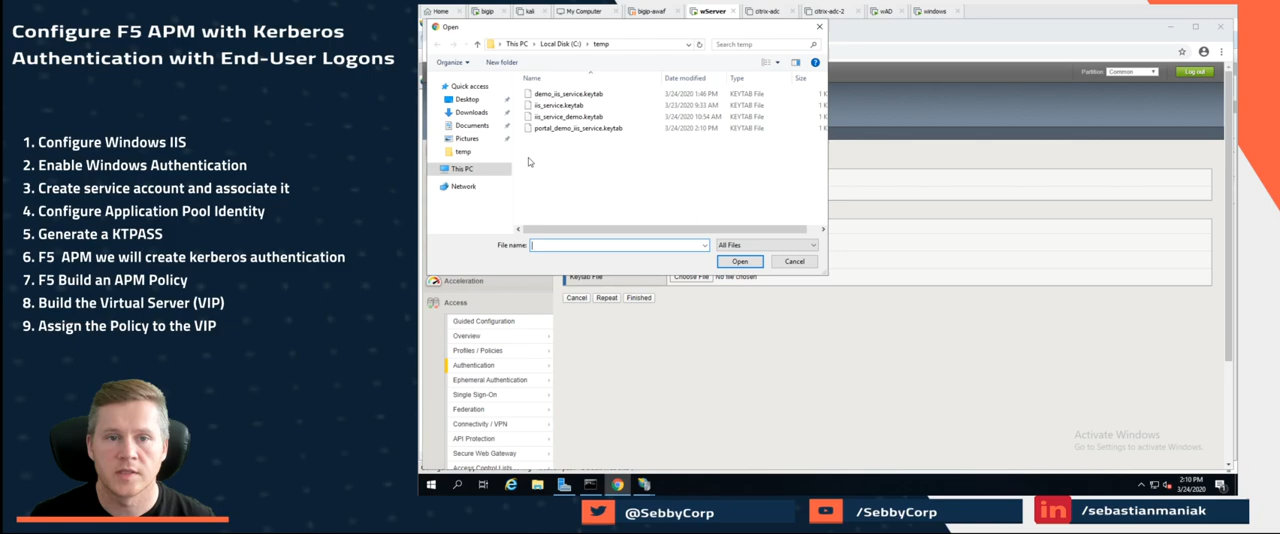 Configure F5 APM with Kerberos
Authentication with End-User Logons
1. Configure Windows IIS
2. Enable Windows Authentication
3. Create service account and associate it
4. Configure Application Pool Identity
5. Generate a KTPASS
6. F5 APM we will create kerberos authentication
7. F5 Build an APM Policy
8. Build the Virtual Server (VIP)
9. Assign the Policy to the VIP
Home bigip kali My Computer bigip-awaf wServer citrix-adc citrix-adc-2 wAD windows
Open
This PC Local Disk (C:) temp Search temp
Organize New folder
Name Date modified Type Size
Quick access
Desktop
Downloads
Documents
Pictures
temp
This PC
Network
demo_iis_service.keytab 3/24/2020 1:46 PM KEYTAB File 1 K
iis_service.keytab 3/23/2020 9:33 AM KEYTAB File 1 K
iis_service_demo.keytab 3/24/2020 10:54 AM KEYTAB File 1 K
portal_demo_iis_service.keytab 3/24/2020 2:10 PM KEYTAB File 1 K
File name: All Files
Open Cancel
Partition: Common Log out
Keytab File Choose File No file chosen
Cancel Repeat Finished
Acceleration
Access
Guided Configuration
Overview
Profiles / Policies
Authentication
Ephemeral Authentication
Single Sign-On
Federation
Connectivity / VPN
API Protection
Secure Web Gateway
Access Control Lists
Activate Windows
Go to Settings to activate Windows.
2:10 PM
3/24/2020
@SebbyCorp
/SebbyCorp
in /sebastianmaniak